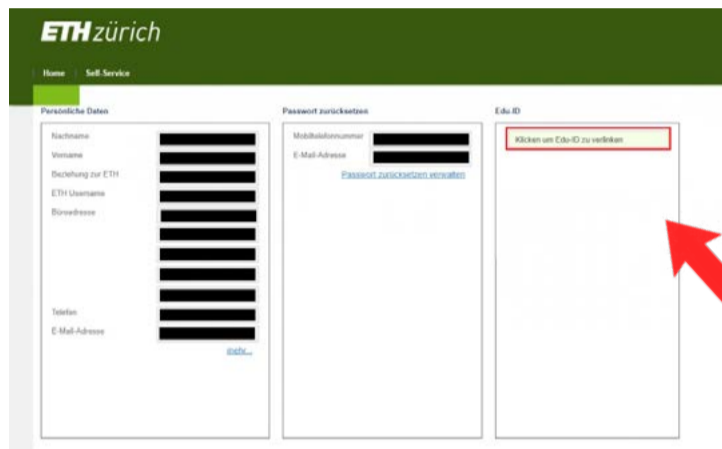 ETH zürich
Home Self-Service
Persönliche Daten
Nachname
Vorname
Beziehung zur ETH
ETH Username
Büroadresse
Telefon
E-Mail-Adresse
mehr...
Passwort zurücksetzen
Mobiltelefonnummer
E-Mail-Adresse
Passwort zurücksetzen verwalten
Edu-ID
Klicken um Edu-ID zu verlinken